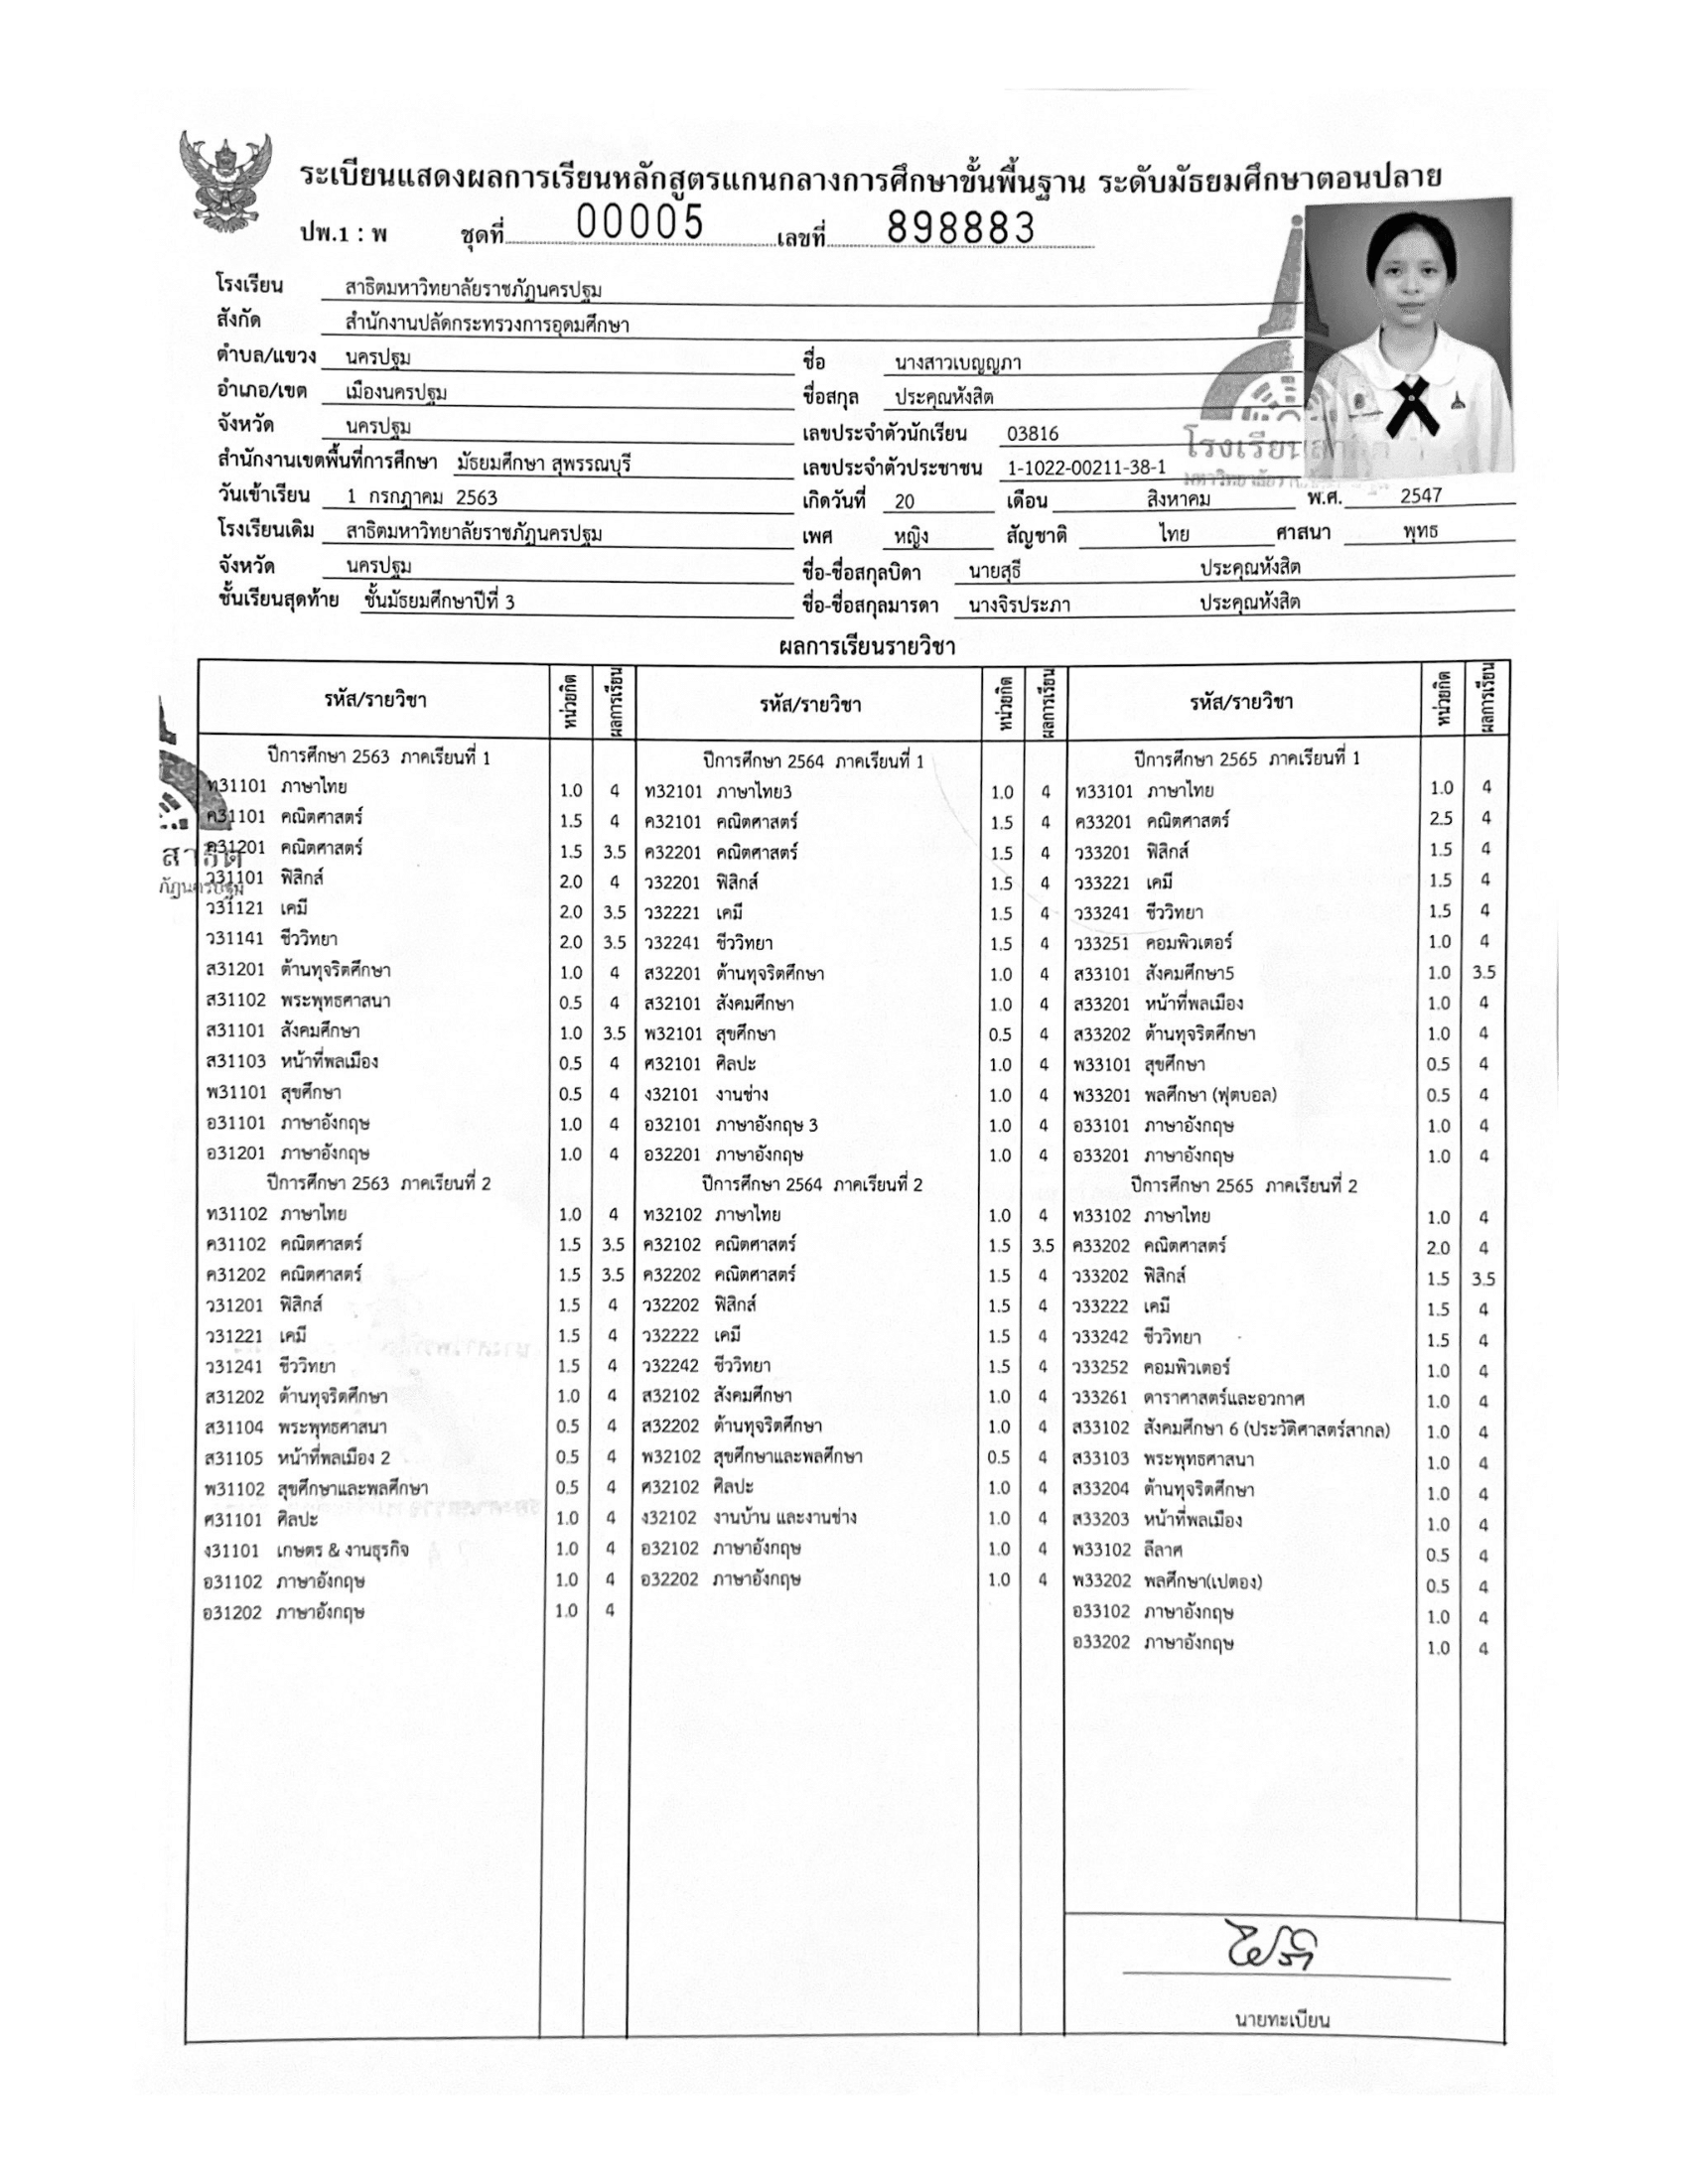 ระเบียนแสดงผลการเรียนหลักสูตรแกนกลางการศึกษาขั้นพื้นฐาน ระดับมัธยมศึกษาตอนปลาย
ปพ.1 : พ ชุดที่ 00005 เลขที่ 898883
โรงเรียน สาธิตมหาวิทยาลัยราชภัฏนครปฐม
สังกัด สำนักงานปลัดกระทรวงการอุดมศึกษา
ตำบล/แขวง นครปฐม
อำเภอ/เขต เมืองนครปฐม
จังหวัด นครปฐม
สำนักงานเขตพื้นที่การศึกษา มัธยมศึกษา สุพรรณบุรี
วันเข้าเรียน 1 กรกฎาคม 2563
โรงเรียนเดิม สาธิตมหาวิทยาลัยราชภัฏนครปฐม
จังหวัด นครปฐม
ชั้นเรียนสุดท้าย ชั้นมัธยมศึกษาปีที่ 3
ชื่อ นางสาวเบญญภา
ชื่อสกุล ประคุณหังสิต
เลขประจำตัวนักเรียน 03816
เลขประจำตัวประชาชน 1-1022-00211-38-1
เกิดวันที่ 20 เดือน สิงหาคม พ.ศ. 2547
เพศ หญิง สัญชาติ ไทย ศาสนา พุทธ
ชื่อ-ชื่อสกุลบิดา นายสุธี ประคุณหังสิต
ชื่อ-ชื่อสกุลมารดา นางจิรประภา ประคุณหังสิต
ผลการเรียนรายวิชา
รหัส/รายวิชา หน่วยกิต ผลการเรียน
ปีการศึกษา 2563 ภาคเรียนที่ 1
ท31101 ภาษาไทย 1.0 4
ค31101 คณิตศาสตร์ 1.5 4
ค31201 คณิตศาสตร์ 1.5 3.5
ว31101 ฟิสิกส์ 2.0 4
ว31121 เคมี 2.0 3.5
ว31141 ชีววิทยา 2.0 3.5
ส31201 ต้านทุจริตศึกษา 1.0 4
ส31102 พระพุทธศาสนา 0.5 4
ส31101 สังคมศึกษา 1.0 3.5
ส31103 หน้าที่พลเมือง 0.5 4
พ31101 สุขศึกษา 0.5 4
อ31101 ภาษาอังกฤษ 1.0 4
อ31201 ภาษาอังกฤษ 1.0 4
ปีการศึกษา 2563 ภาคเรียนที่ 2
ท31102 ภาษาไทย 1.0 4
ค31102 คณิตศาสตร์ 1.5 3.5
ค31202 คณิตศาสตร์ 1.5 3.5
ว31201 ฟิสิกส์ 1.5 4
ว31221 เคมี 1.5 4
ว31241 ชีววิทยา 1.5 4
ส31202 ต้านทุจริตศึกษา 1.0 4
ส31104 พระพุทธศาสนา 0.5 4
ส31105 หน้าที่พลเมือง 2 0.5 4
พ31102 สุขศึกษาและพลศึกษา 0.5 4
ศ31101 ศิลปะ 1.0 4
ง31101 เกษตร & งานธุรกิจ 1.0 4
อ31102 ภาษาอังกฤษ 1.0 4
อ31202 ภาษาอังกฤษ 1.0 4
รหัส/รายวิชา หน่วยกิต ผลการเรียน
ปีการศึกษา 2564 ภาคเรียนที่ 1
ท32101 ภาษาไทย3 1.0 4
ค32101 คณิตศาสตร์ 1.5 4
ค32201 คณิตศาสตร์ 1.5 4
ว32201 ฟิสิกส์ 1.5 4
ว32221 เคมี 1.5 4
ว32241 ชีววิทยา 1.5 4
ส32201 ต้านทุจริตศึกษา 1.0 4
ส32101 สังคมศึกษา 1.0 4
พ32101 สุขศึกษา 0.5 4
ศ32101 ศิลปะ 1.0 4
ง32101 งานช่าง 1.0 4
อ32101 ภาษาอังกฤษ 3 1.0 4
อ32201 ภาษาอังกฤษ 1.0 4
ปีการศึกษา 2564 ภาคเรียนที่ 2
ท32102 ภาษาไทย 1.0 4
ค32102 คณิตศาสตร์ 1.5 3.5
ค32202 คณิตศาสตร์ 1.5 4
ว32202 ฟิสิกส์ 1.5 4
ว32222 เคมี 1.5 4
ว32242 ชีววิทยา 1.5 4
ส32102 สังคมศึกษา 1.0 4
ส32202 ต้านทุจริตศึกษา 1.0 4
พ32102 สุขศึกษาและพลศึกษา 0.5 4
ศ32102 ศิลปะ 1.0 4
ง32102 งานบ้าน และงานช่าง 1.0 4
อ32102 ภาษาอังกฤษ 1.0 4
อ32202 ภาษาอังกฤษ 1.0 4
รหัส/รายวิชา หน่วยกิต ผลการเรียน
ปีการศึกษา 2565 ภาคเรียนที่ 1
ท33101 ภาษาไทย 1.0 4
ค33201 คณิตศาสตร์ 2.5 4
ว33201 ฟิสิกส์ 1.5 4
ว33221 เคมี 1.5 4
ว33241 ชีววิทยา 1.5 4
ว33251 คอมพิวเตอร์ 1.0 4
ส33101 สังคมศึกษา5 1.0 3.5
ส33201 หน้าที่พลเมือง 1.0 4
ส33202 ต้านทุจริตศึกษา 1.0 4
พ33101 สุขศึกษา 0.5 4
พ33201 พลศึกษา (ฟุตบอล) 0.5 4
อ33101 ภาษาอังกฤษ 1.0 4
อ33201 ภาษาอังกฤษ 1.0 4
ปีการศึกษา 2565 ภาคเรียนที่ 2
ท33102 ภาษาไทย 1.0 4
ค33202 คณิตศาสตร์ 2.0 4
ว33202 ฟิสิกส์ 1.5 3.5
ว33222 เคมี 1.5 4
ว33242 ชีววิทยา 1.5 4
ว33252 คอมพิวเตอร์ 1.0 4
ว33261 ดาราศาสตร์และอวกาศ 1.0 4
ส33102 สังคมศึกษา 6 (ประวัติศาสตร์สากล) 1.0 4
ส33103 พระพุทธศาสนา 1.0 4
ส33204 ต้านทุจริตศึกษา 1.0 4
ส33203 หน้าที่พลเมือง 1.0 4
พ33102 ลีลาศ 0.5 4
พ33202 พลศึกษา(เปตอง) 0.5 4
อ33102 ภาษาอังกฤษ 1.0 4
อ33202 ภาษาอังกฤษ 1.0 4
นายทะเบียน